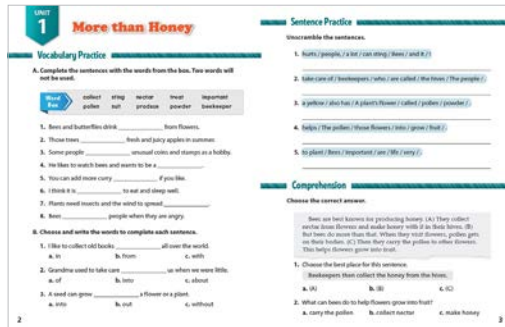 UNIT
1
More than Honey
Vocabulary Practice
A. Complete the sentences with the words from the box. Two words will
not be used.
Word
Box
collect sting nectar treat important
pollen nut produce powder beekeeper
1. Bees and butterflies drink ____________ from flowers.
2. Those trees ____________ fresh and juicy apples in summer.
3. Some people ____________ unusual coins and stamps as a hobby.
4. He likes to watch bees and wants to be a ____________.
5. You can add more curry ____________ if you like.
6. I think it is ____________ to eat and sleep well.
7. Plants need insects and the wind to spread ____________.
8. Bees ____________ people when they are angry.
B. Choose and write the words to complete each sentence.
1. I like to collect old books ____________ all over the world.
a. in b. from c. with
2. Grandma used to take care ____________ us when we were little.
a. of b. into c. about
3. A seed can grow ____________ a flower or a plant.
a. into b. out c. without
2
Sentence Practice
Unscramble the sentences.
1. hurts / people, / a lot / can sting / Bees / and it / !
2. take care of / beekeepers / who / are called / the hives / The people / .
3. a yellow / also has / A plant's flower / called / pollen / powder / .
4. helps / The pollen / those flowers / into / grow / fruit / .
5. to plant / Bees / important / are / life / very / .
Comprehension
Choose the correct answer.
Bees are best known for producing honey. (A) They collect
nectar from flowers and make honey with it in their hives. (B)
But bees do more than that. When they visit flowers, pollen gets
on their bodies. (C) Then they carry the pollen to other flowers.
This helps flowers grow into fruit.
1. Choose the best place for this sentence.
Beekeepers then collect the honey from the hives.
a. (A) b. (B) c. (C)
2. What can bees do to help flowers grow into fruit?
a. carry the pollen b. collect nectar c. make honey
3